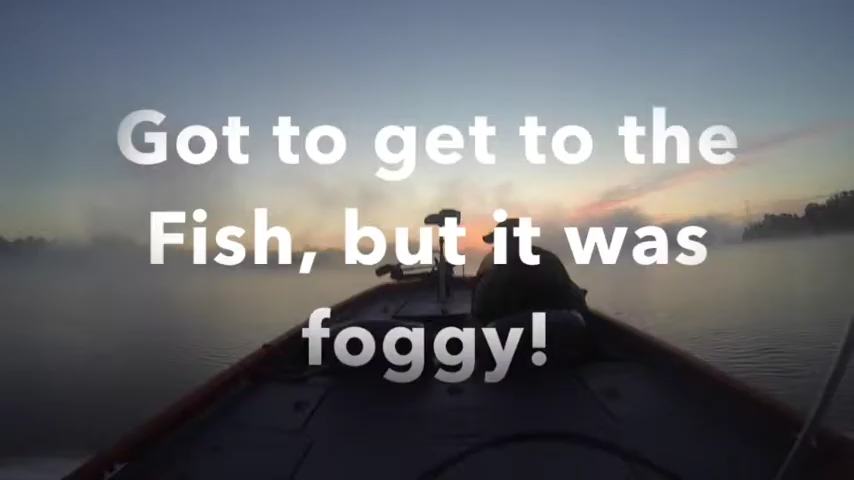 Got to get to the
Fish, but it was
foggy!